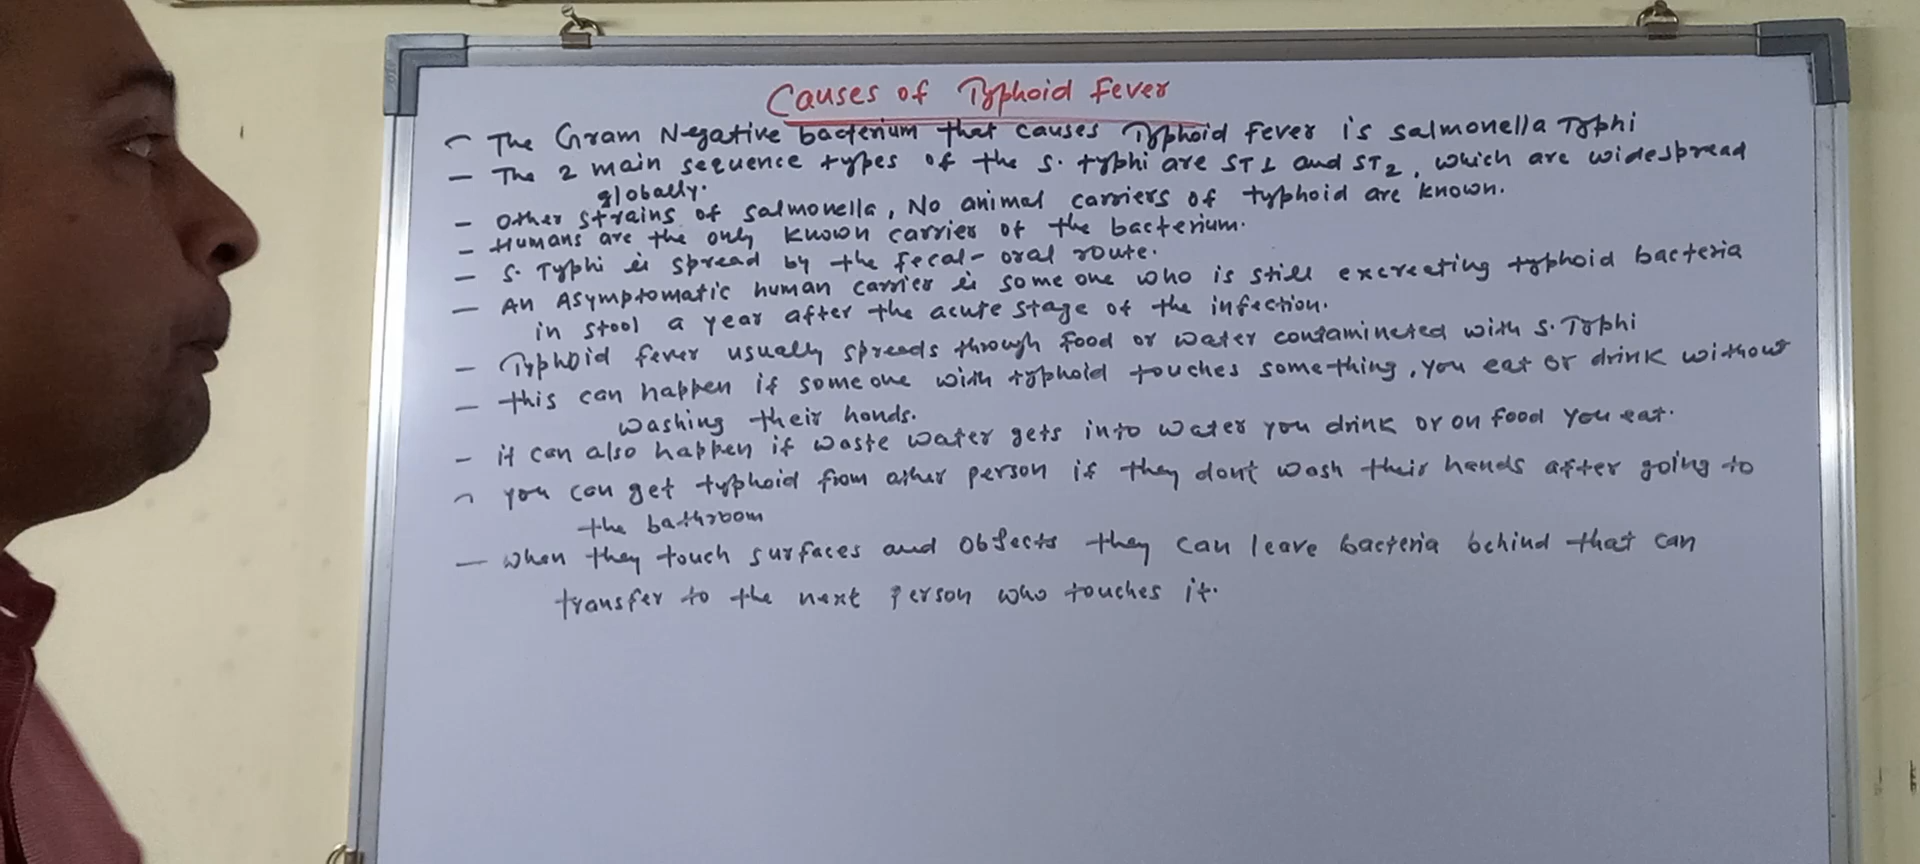 Causes of Typhoid Fever
- The Gram Negative bacterium that causes Typhoid Fever is salmonella Typhi
- The 2 main sequence types of the S. typhi are ST1 and ST2, which are widespread
globally.
- Other strains of salmonella, No animal carriers of typhoid are known.
- Humans are the only known carrier of the bacterium.
- S. Typhi is spread by the fecal-oral route.
- An Asymptomatic human carrier is some one who is still excreating typhoid bacteria
in stool a year after the acute stage of the infection.
- Typhoid fever usually spreads through food or water contaminated with S. Typhi
- this can happen if some one with typhoid touches something, you eat or drink without
washing their hands.
- it can also happen if waste water gets into water you drink or on food you eat.
- you can get typhoid from other person if they dont wash their hands after going to
the bathroom
- when they touch surfaces and objects they can leave bacteria behind that can
transfer to the next person who touches it.